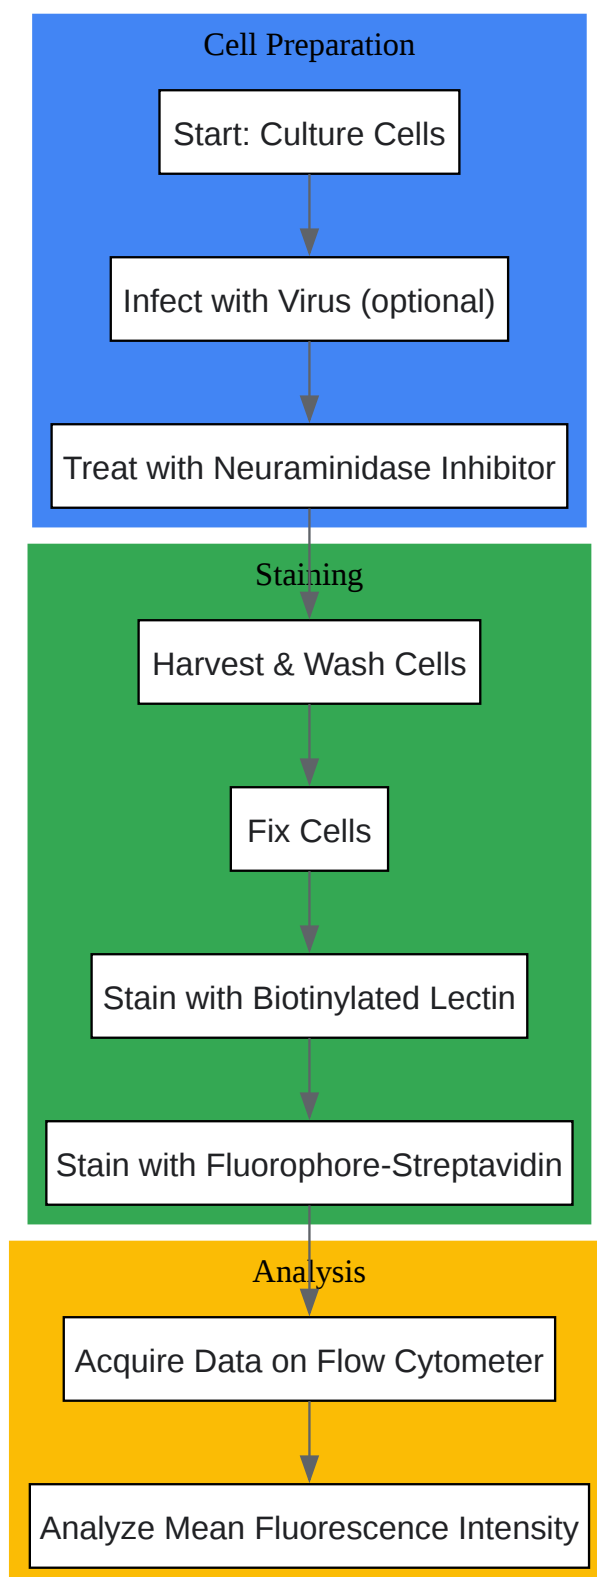 Cell Preparation
Start: Culture Cells
Infect with Virus (optional)
Treat with Neuraminidase Inhibitor
Staining
Harvest & Wash Cells
Fix Cells
Stain with Biotinylated Lectin
Stain with Fluorophore-Streptavidin
Analysis
Acquire Data on Flow Cytometer
Analyze Mean Fluorescence Intensity